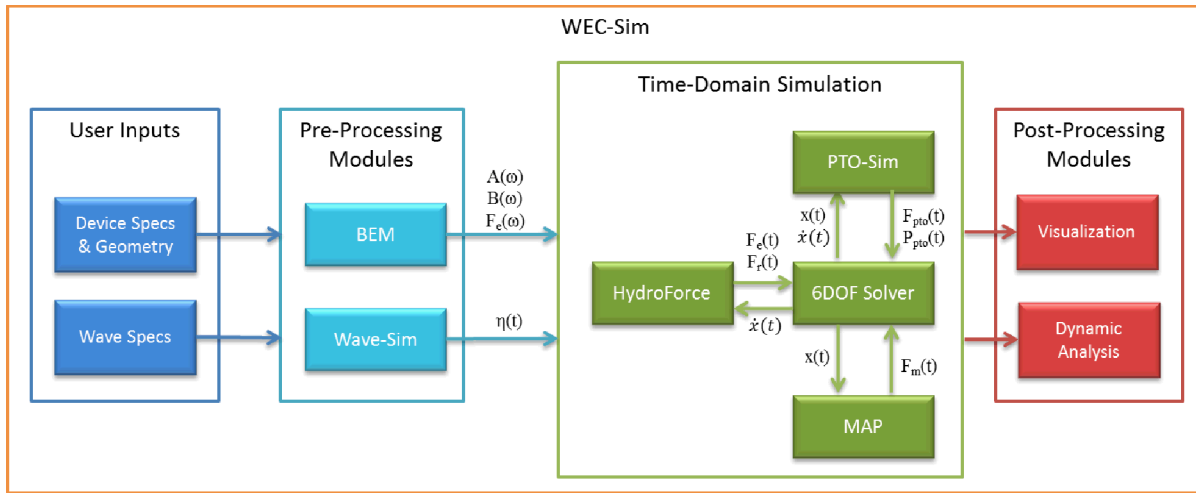 WEC-Sim
User Inputs
Device Specs
& Geometry
Wave Specs
Pre-Processing
Modules
BEM
Wave-Sim
A(ω)
B(ω)
Fₑ(ω)
η(t)
Time-Domain Simulation
PTO-Sim
x(t)
ẋ(t)
Fₚₜₒ(t)
Pₚₜₒ(t)
Fₑ(t)
Fᵣ(t)
HydroForce
6DOF Solver
ẋ(t)
x(t)
Fₘ(t)
MAP
Post-Processing
Modules
Visualization
Dynamic
Analysis